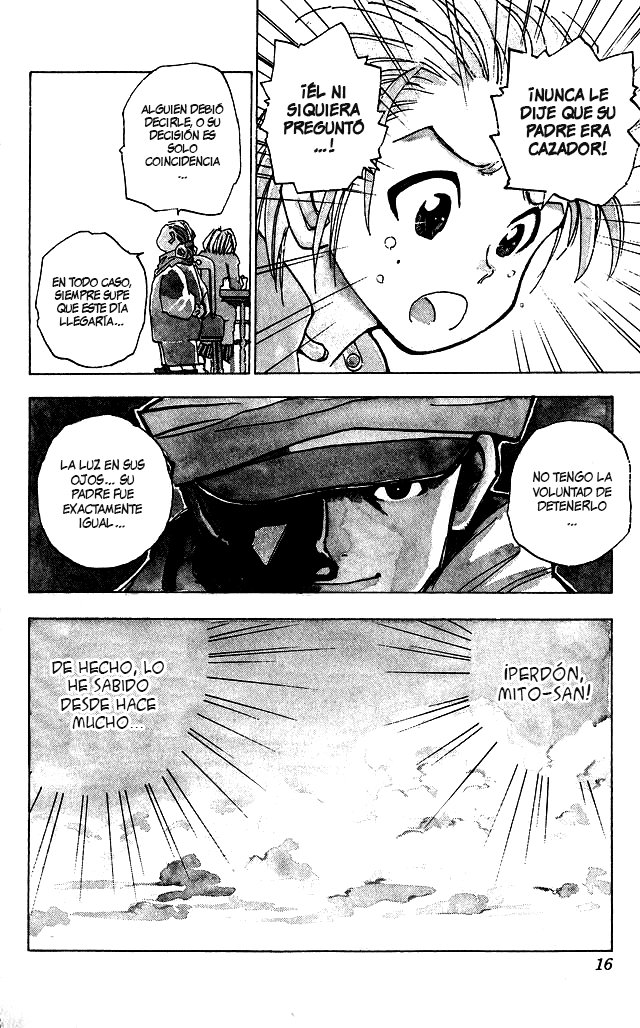 ¡NUNCA LE
DIJE QUE SU
PADRE ERA
CAZADOR!
¡ÉL NI
SIQUIERA
PREGUNTÓ
...!
ALGUIEN DEBIÓ
DECIRLE, O SU
DECISIÓN ES
SOLO
COINCIDENCIA
...
EN TODO CASO,
SIEMPRE SUPE
QUE ESTE DÍA
LLEGARÍA...
NO TENGO LA
VOLUNTAD DE
DETENERLO
...
LA LUZ EN SUS
OJOS... SU
PADRE FUE
EXACTAMENTE
IGUAL...
¡PERDÓN,
MITO-SAN!
DE HECHO, LO
HE SABIDO
DESDE HACE
MUCHO...
16